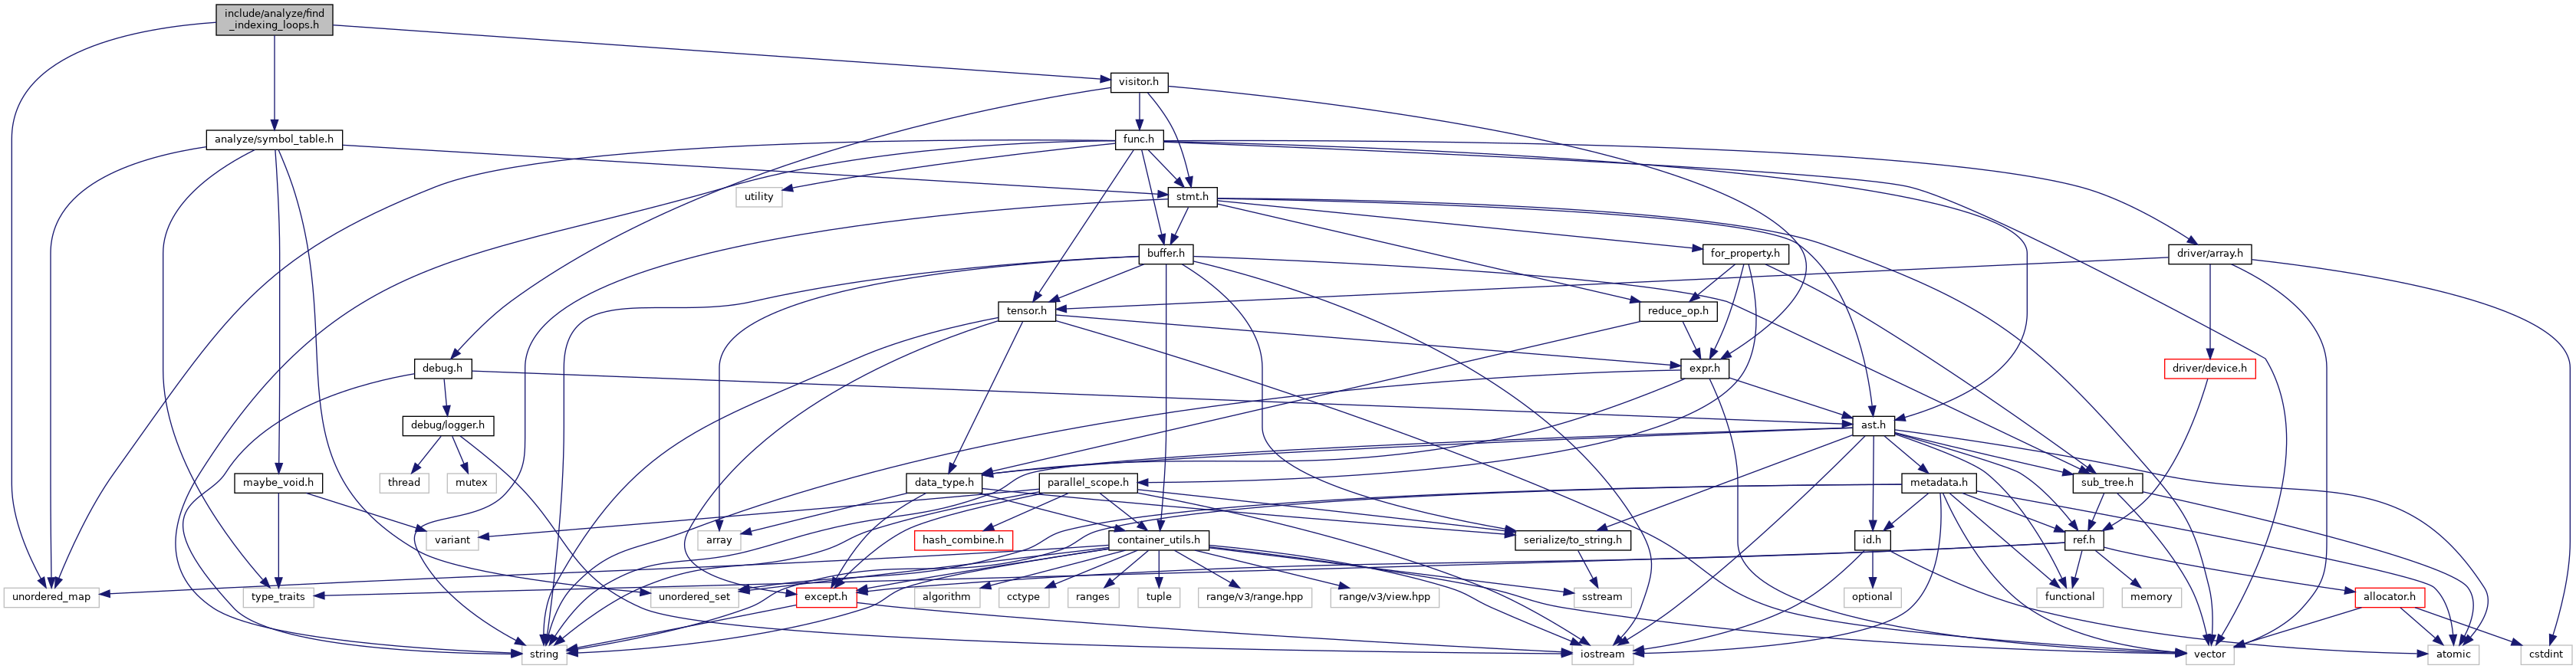 include/analyze/find
_indexing_loops.h
visitor.h
analyze/symbol_table.h
func.h
utility
stmt.h
buffer.h
for_property.h
driver/array.h
tensor.h
reduce_op.h
debug.h
expr.h
driver/device.h
debug/logger.h
ast.h
thread
mutex
maybe_void.h
data_type.h
parallel_scope.h
metadata.h
sub_tree.h
variant
array
hash_combine.h
container_utils.h
serialize/to_string.h
id.h
ref.h
unordered_map
type_traits
unordered_set
except.h
algorithm
cctype
ranges
tuple
range/v3/range.hpp
range/v3/view.hpp
sstream
optional
functional
memory
allocator.h
string
iostream
vector
atomic
cstdint